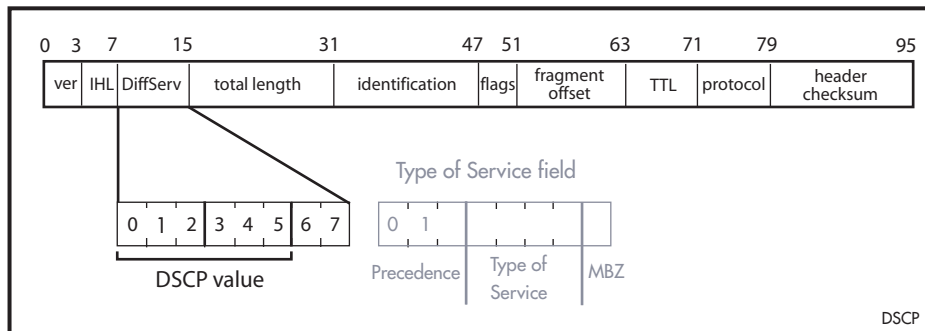 0 3 7 15 31 47 51 63 71 79 95
ver IHL DiffServ total length identification flags fragment offset TTL protocol header checksum
Type of Service field
0 1 2 3 4 5 6 7
0 1
DSCP value
Precedence
Type of
Service
MBZ
DSCP